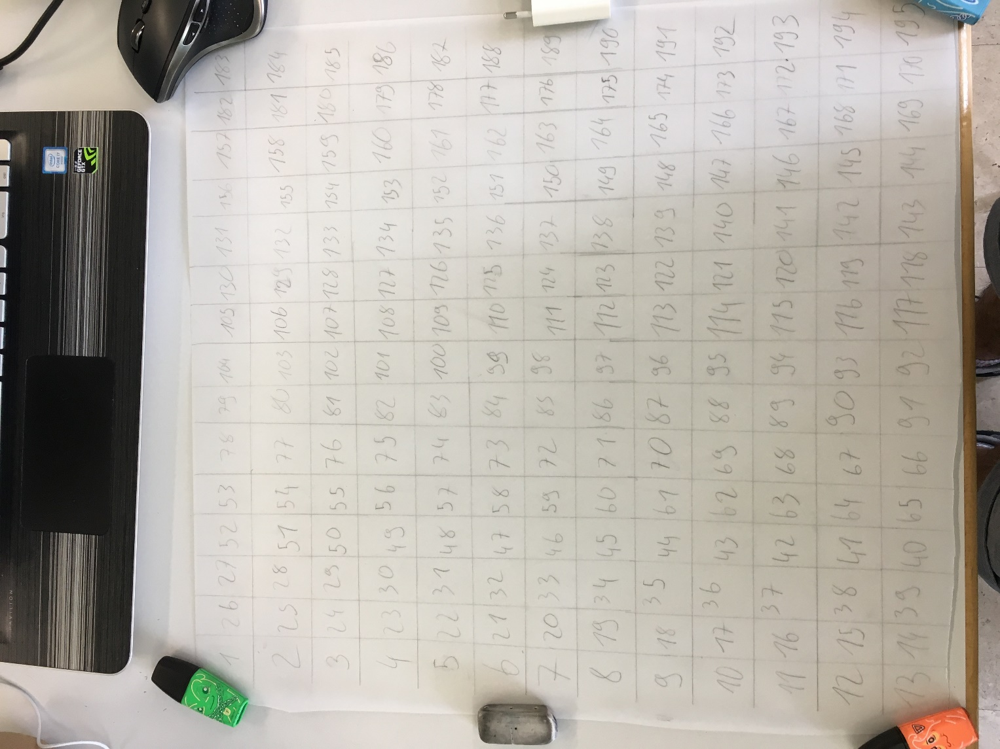 1 26 27 52 53 78 79 104 105 130 131 156 157 182 183
2 25 28 51 54 77 80 103 106 129 132 155 158 181 184
3 24 29 50 55 76 81 102 107 128 133 154 159 180 185
4 23 30 49 56 75 82 101 108 127 134 153 160 179 186
5 22 31 48 57 74 83 100 109 126 135 152 161 178 187
6 21 32 47 58 73 84 99 110 125 136 151 162 177 188
7 20 33 46 59 72 85 98 111 124 137 150 163 176 189
8 19 34 45 60 71 86 97 112 123 138 149 164 175 190
9 18 35 44 61 70 87 96 113 122 139 148 165 174 191
10 17 36 43 62 69 88 95 114 121 140 147 166 173 192
11 16 37 42 63 68 89 94 115 120 141 146 167 172 193
12 15 38 41 64 67 90 93 116 119 142 145 168 171 194
13 14 39 40 65 66 91 92 117 118 143 144 169 170 195
intel
CORE i7
GEFORCE
GTX